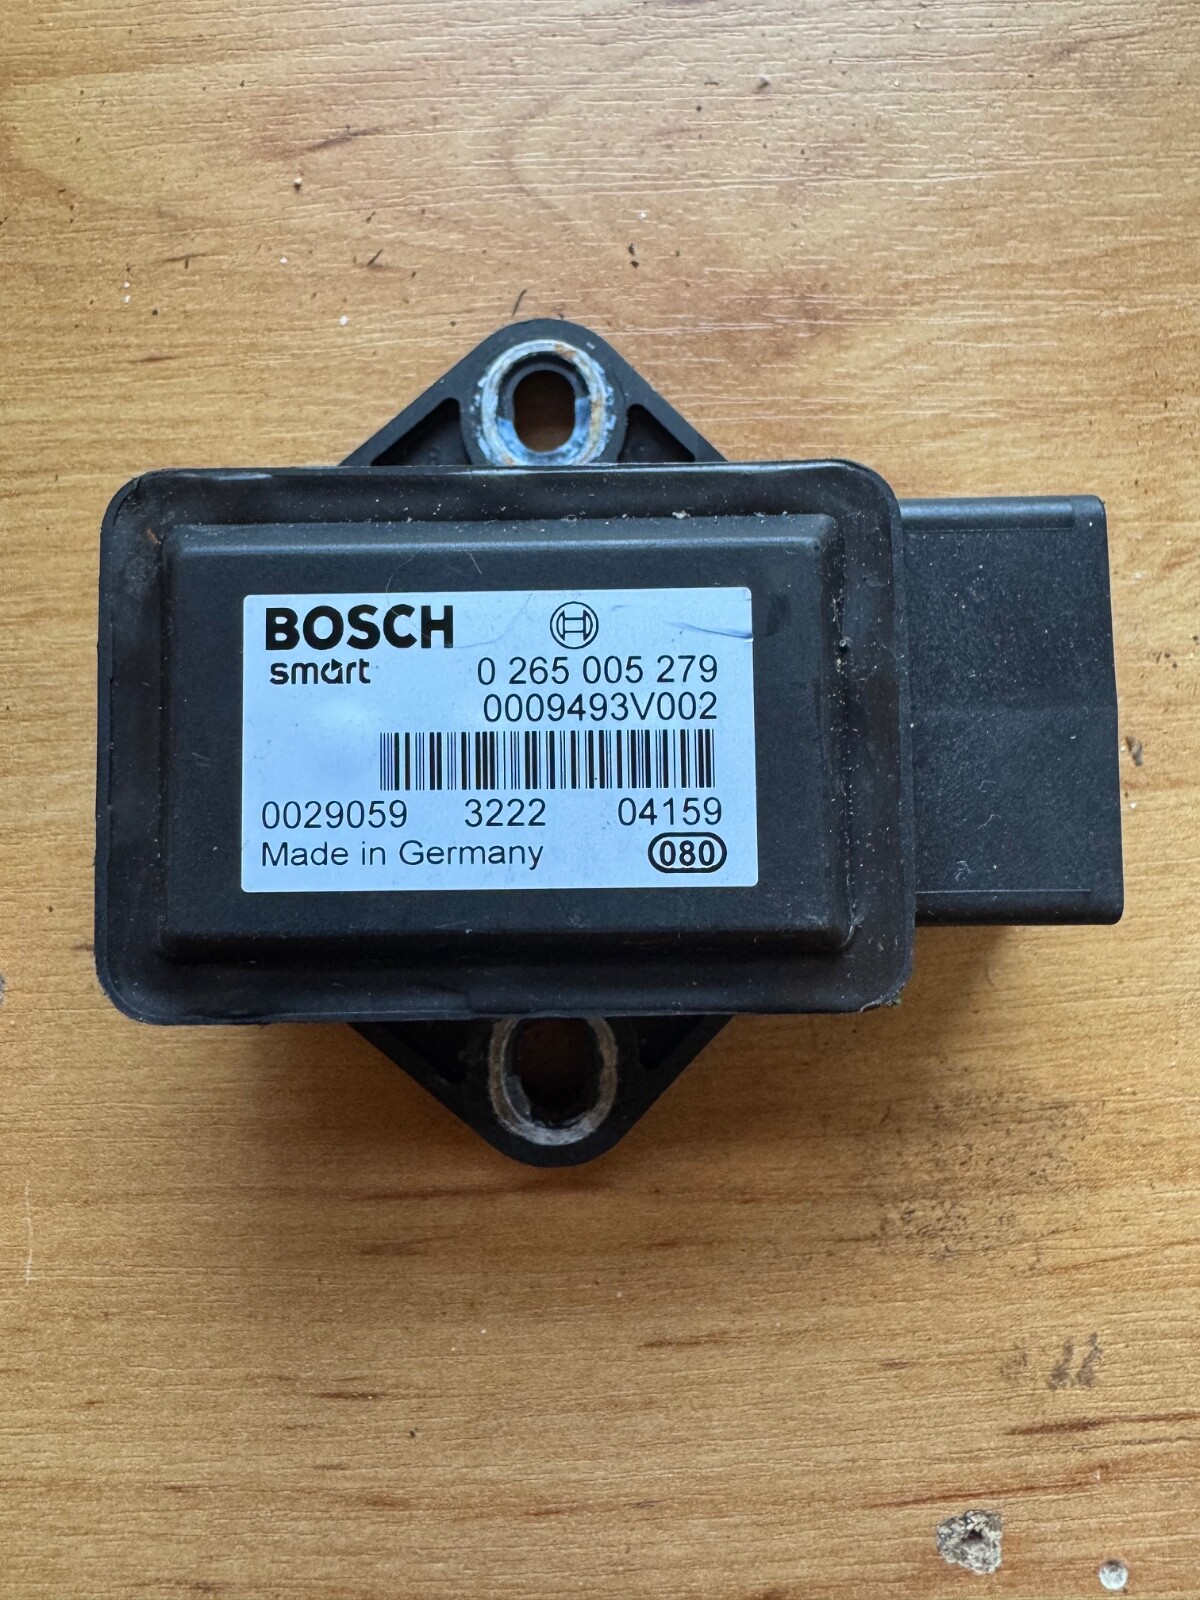 BOSCH
smart 0 265 005 279
0009493V002
0029059 3222 04159
Made in Germany 080